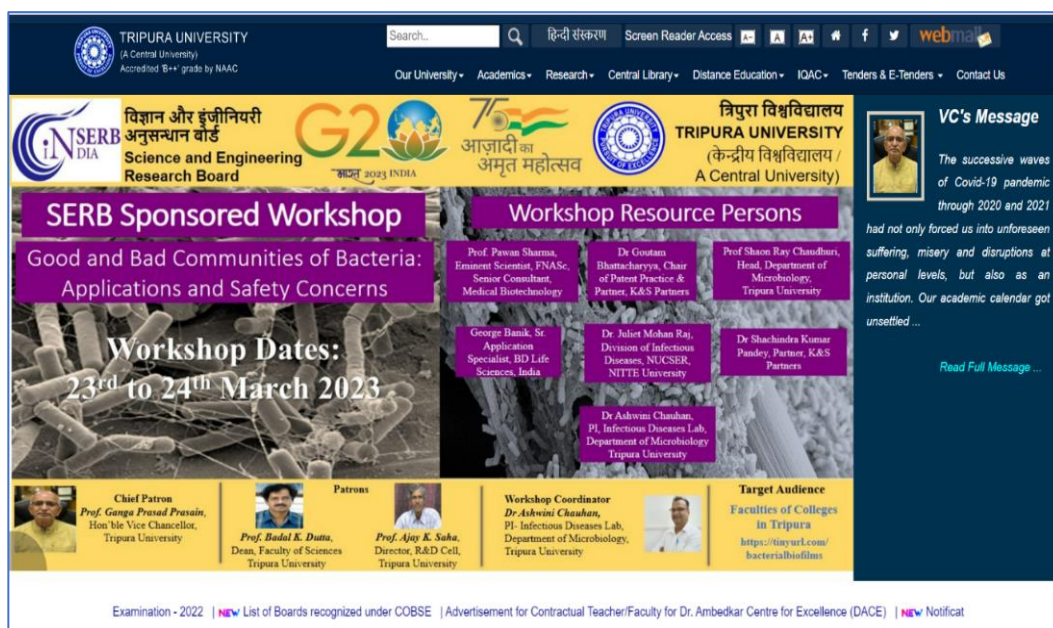 TRIPURA UNIVERSITY
(A Central University)
Accredited 'B++' grade by NAAC
Search..
हिन्दी संस्करण
Screen Reader Access
A-
A
A+
webmail
Our University
Academics
Research
Central Library
Distance Education
IQAC
Tenders & E-Tenders
Contact Us
SERB
INDIA
विज्ञान और इंजीनियरी
अनुसन्धान बोर्ड
Science and Engineering
Research Board
G20
भारत 2023 INDIA
75
आज़ादी का
अमृत महोत्सव
त्रिपुरा विश्वविद्यालय
TRIPURA UNIVERSITY
(केन्द्रीय विश्वविद्यालय /
A Central University)
SERB Sponsored Workshop
Good and Bad Communities of Bacteria:
Applications and Safety Concerns
Workshop Dates:
23rd to 24th March 2023
Workshop Resource Persons
Prof. Pawan Sharma,
Eminent Scientist, FNASc,
Senior Consultant,
Medical Biotechnology
Dr Goutam
Bhattacharyya, Chair
of Patent Practice &
Partner, K&S Partners
Prof Shaon Ray Chaudhuri,
Head, Department of
Microbiology,
Tripura University
George Banik, Sr.
Application
Specialist, BD Life
Sciences, India
Dr. Juliet Mohan Raj,
Division of Infectious
Diseases, NUCSER,
NITTE University
Dr Shachindra Kumar
Pandey, Partner, K&S
Partners
Dr Ashwini Chauhan,
PI, Infectious Diseases Lab,
Department of Microbiology
Tripura University
Chief Patron
Prof. Ganga Prasad Prasain,
Hon'ble Vice Chancellor,
Tripura University
Patrons
Prof. Badal K. Dutta,
Dean, Faculty of Sciences
Tripura University
Prof. Ajay K. Saha,
Director, R&D Cell,
Tripura University
Workshop Coordinator
Dr Ashwini Chauhan,
PI- Infectious Diseases Lab,
Department of Microbiology,
Tripura University
Target Audience
Faculties of Colleges
in Tripura
https://tinyurl.com/
bacterialbiofilms
VC's Message
The successive waves
of Covid-19 pandemic
through 2020 and 2021
had not only forced us into unforeseen
suffering, misery and disruptions at
personal levels, but also as an
institution. Our academic calendar got
unsettled ...
Read Full Message ...
Examination - 2022 | NEW List of Boards recognized under COBSE | Advertisement for Contractual Teacher/Faculty for Dr. Ambedkar Centre for Excellence (DACE) | NEW Notificat